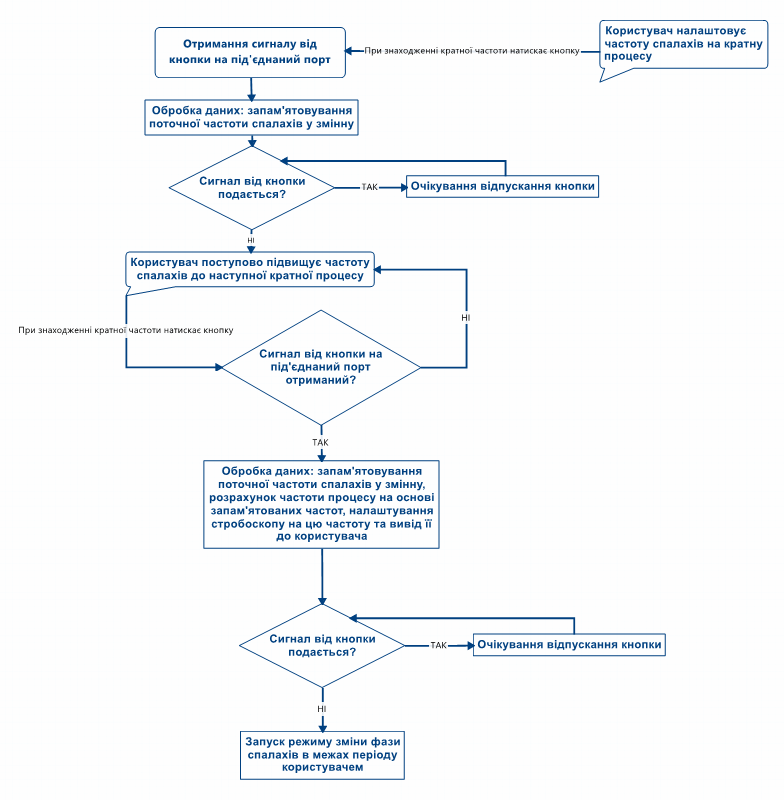 Отримання сигналу від
кнопки на під'єднаний порт
При знаходженні кратної частоти натискає кнопку
Користувач налаштовує
частоту спалахів на кратну
процесу
Обробка даних: запам'ятовування
поточної частоти спалахів у змінну
Сигнал від кнопки
подається?
ТАК
Очікування відпускання кнопки
НІ
Користувач поступово підвищує частоту
спалахів до наступної кратної процесу
НІ
При знаходженні кратної частоти натискає кнопку
Сигнал від кнопки на
під'єднаний порт
отриманий?
ТАК
Обробка даних: запам'ятовування
поточної частоти спалахів у змінну,
розрахунок частоти процесу на основі
запам'ятованих частот, налаштування
стробоскопу на цю частоту та вивід її
до користувача
Сигнал від кнопки
подається?
ТАК
Очікування відпускання кнопки
НІ
Запуск режиму зміни фази
спалахів в межах періоду
користувачем